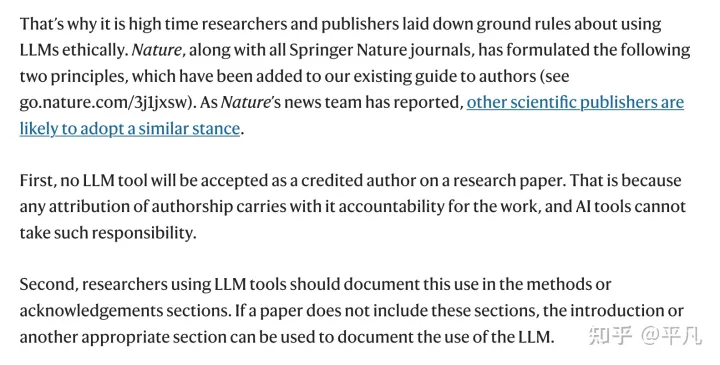 That's why it is high time researchers and publishers laid down ground rules about using
LLMs ethically. Nature, along with all Springer Nature journals, has formulated the following
two principles, which have been added to our existing guide to authors (see
go.nature.com/3j1jxsw). As Nature's news team has reported, other scientific publishers are
likely to adopt a similar stance.
First, no LLM tool will be accepted as a credited author on a research paper. That is because
any attribution of authorship carries with it accountability for the work, and AI tools cannot
take such responsibility.
Second, researchers using LLM tools should document this use in the methods or
acknowledgements sections. If a paper does not include these sections, the introduction or
another appropriate section can be used to document the use of the LLM.
知乎 @平凡